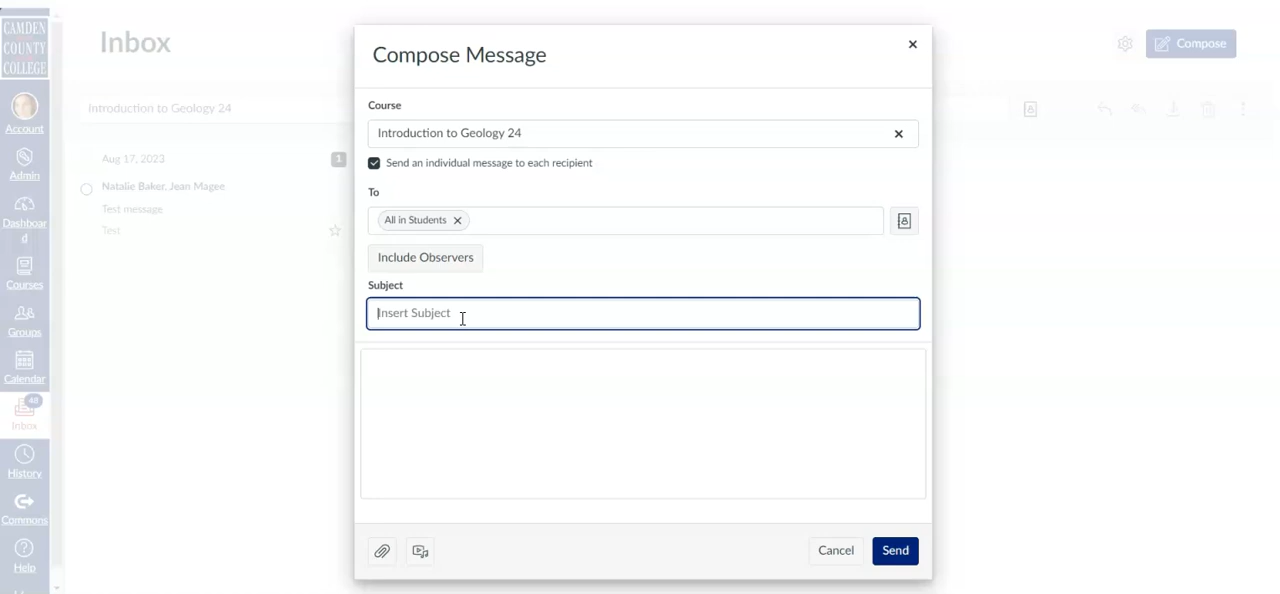 CAMDEN
COUNTY
COLLEGE
Account
Admin
Dashboar
d
Courses
Groups
Calendar
48
Inbox
History
Commons
Help
Inbox
Compose
Introduction to Geology 24
Aug 17, 2023
1
Natalie Baker, Jean Magee
Test message
Test
Compose Message
Course
Introduction to Geology 24
Send an individual message to each recipient
To
All in Students
Include Observers
Subject
Insert Subject
Cancel
Send